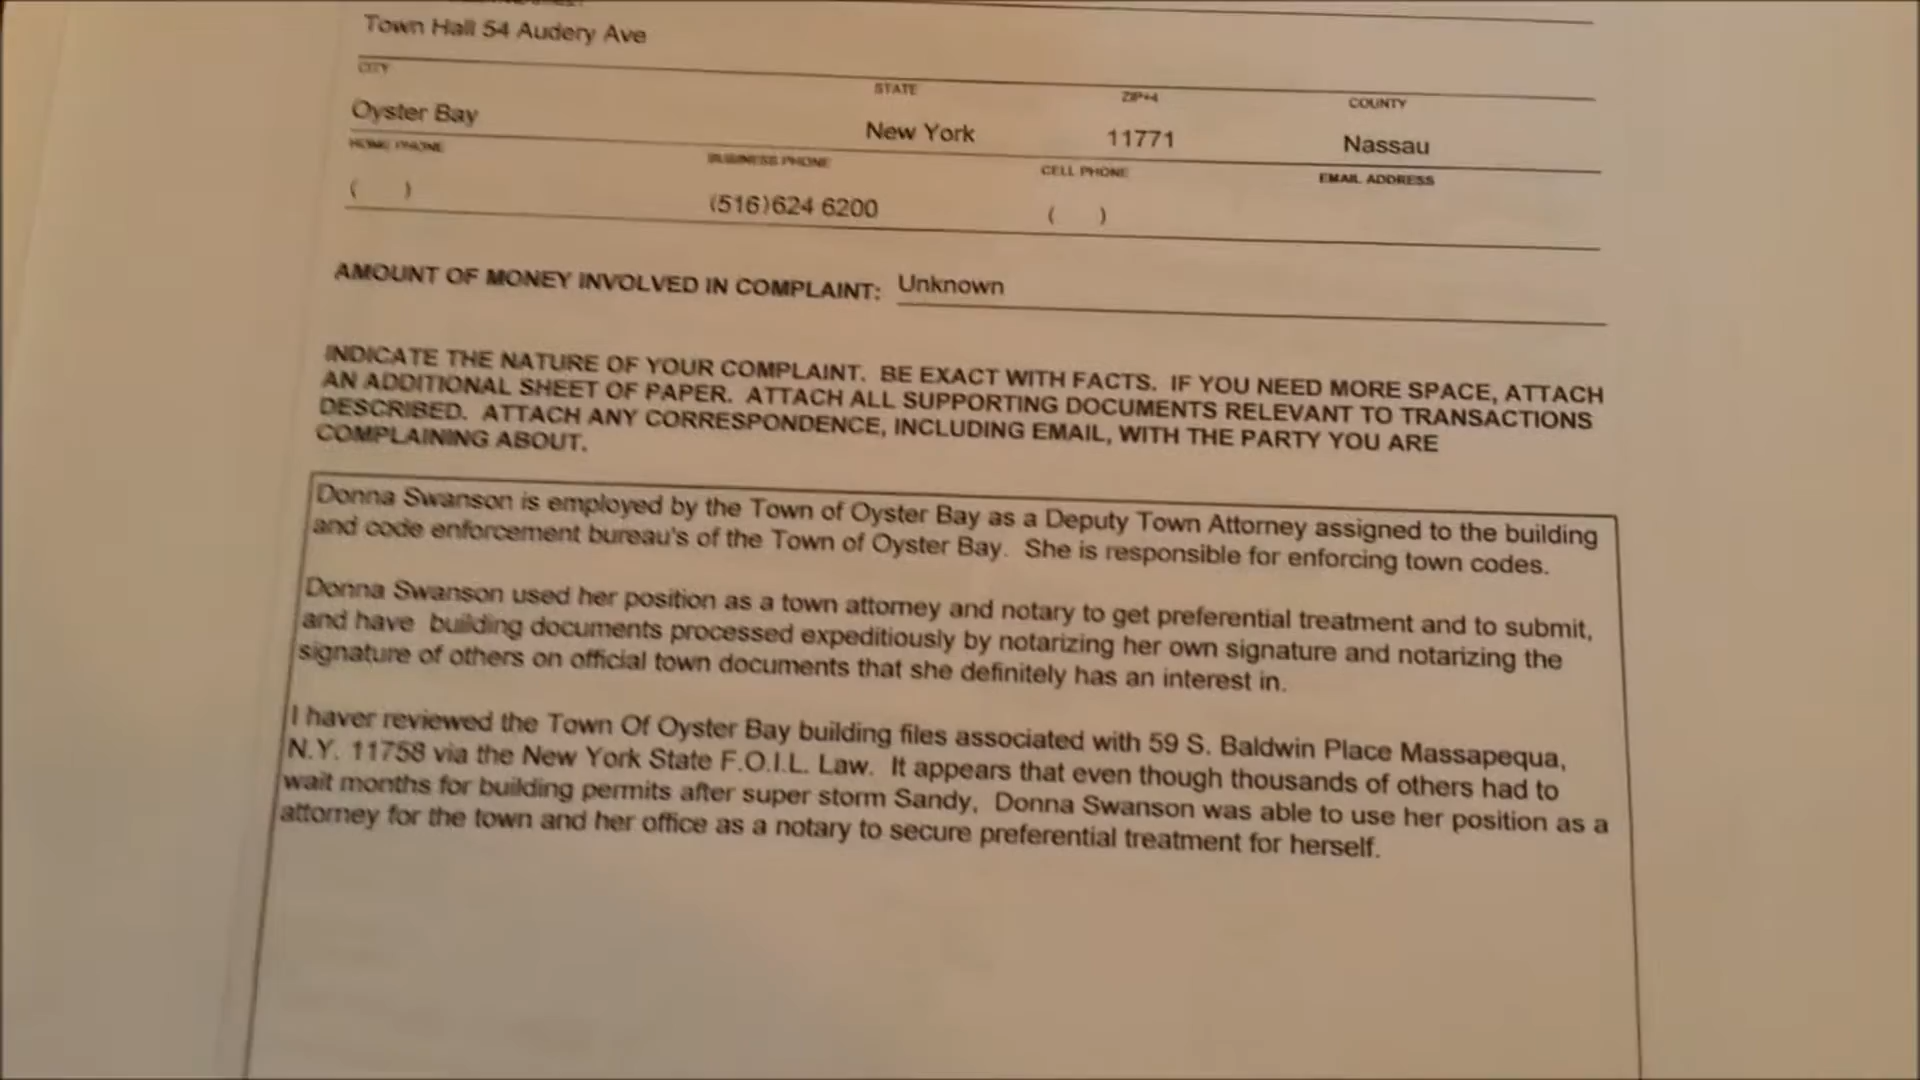 Town Hall 54 Audery Ave
CITY STATE ZIP+4 COUNTY
Oyster Bay New York 11771 Nassau
HOME PHONE BUSINESS PHONE CELL PHONE EMAIL ADDRESS
( ) (516)624 6200 ( )
AMOUNT OF MONEY INVOLVED IN COMPLAINT: Unknown
INDICATE THE NATURE OF YOUR COMPLAINT. BE EXACT WITH FACTS. IF YOU NEED MORE SPACE, ATTACH
AN ADDITIONAL SHEET OF PAPER. ATTACH ALL SUPPORTING DOCUMENTS RELEVANT TO TRANSACTIONS
DESCRIBED. ATTACH ANY CORRESPONDENCE, INCLUDING EMAIL, WITH THE PARTY YOU ARE
COMPLAINING ABOUT.
Donna Swanson is employed by the Town of Oyster Bay as a Deputy Town Attorney assigned to the building
and code enforcement bureau's of the Town of Oyster Bay. She is responsible for enforcing town codes.
Donna Swanson used her position as a town attorney and notary to get preferential treatment and to submit,
and have building documents processed expeditiously by notarizing her own signature and notarizing the
signature of others on official town documents that she definitely has an interest in.
I haver reviewed the Town Of Oyster Bay building files associated with 59 S. Baldwin Place Massapequa,
N.Y. 11758 via the New York State F.O.I.L. Law. It appears that even though thousands of others had to
wait months for building permits after super storm Sandy, Donna Swanson was able to use her position as a
attorney for the town and her office as a notary to secure preferential treatment for herself.